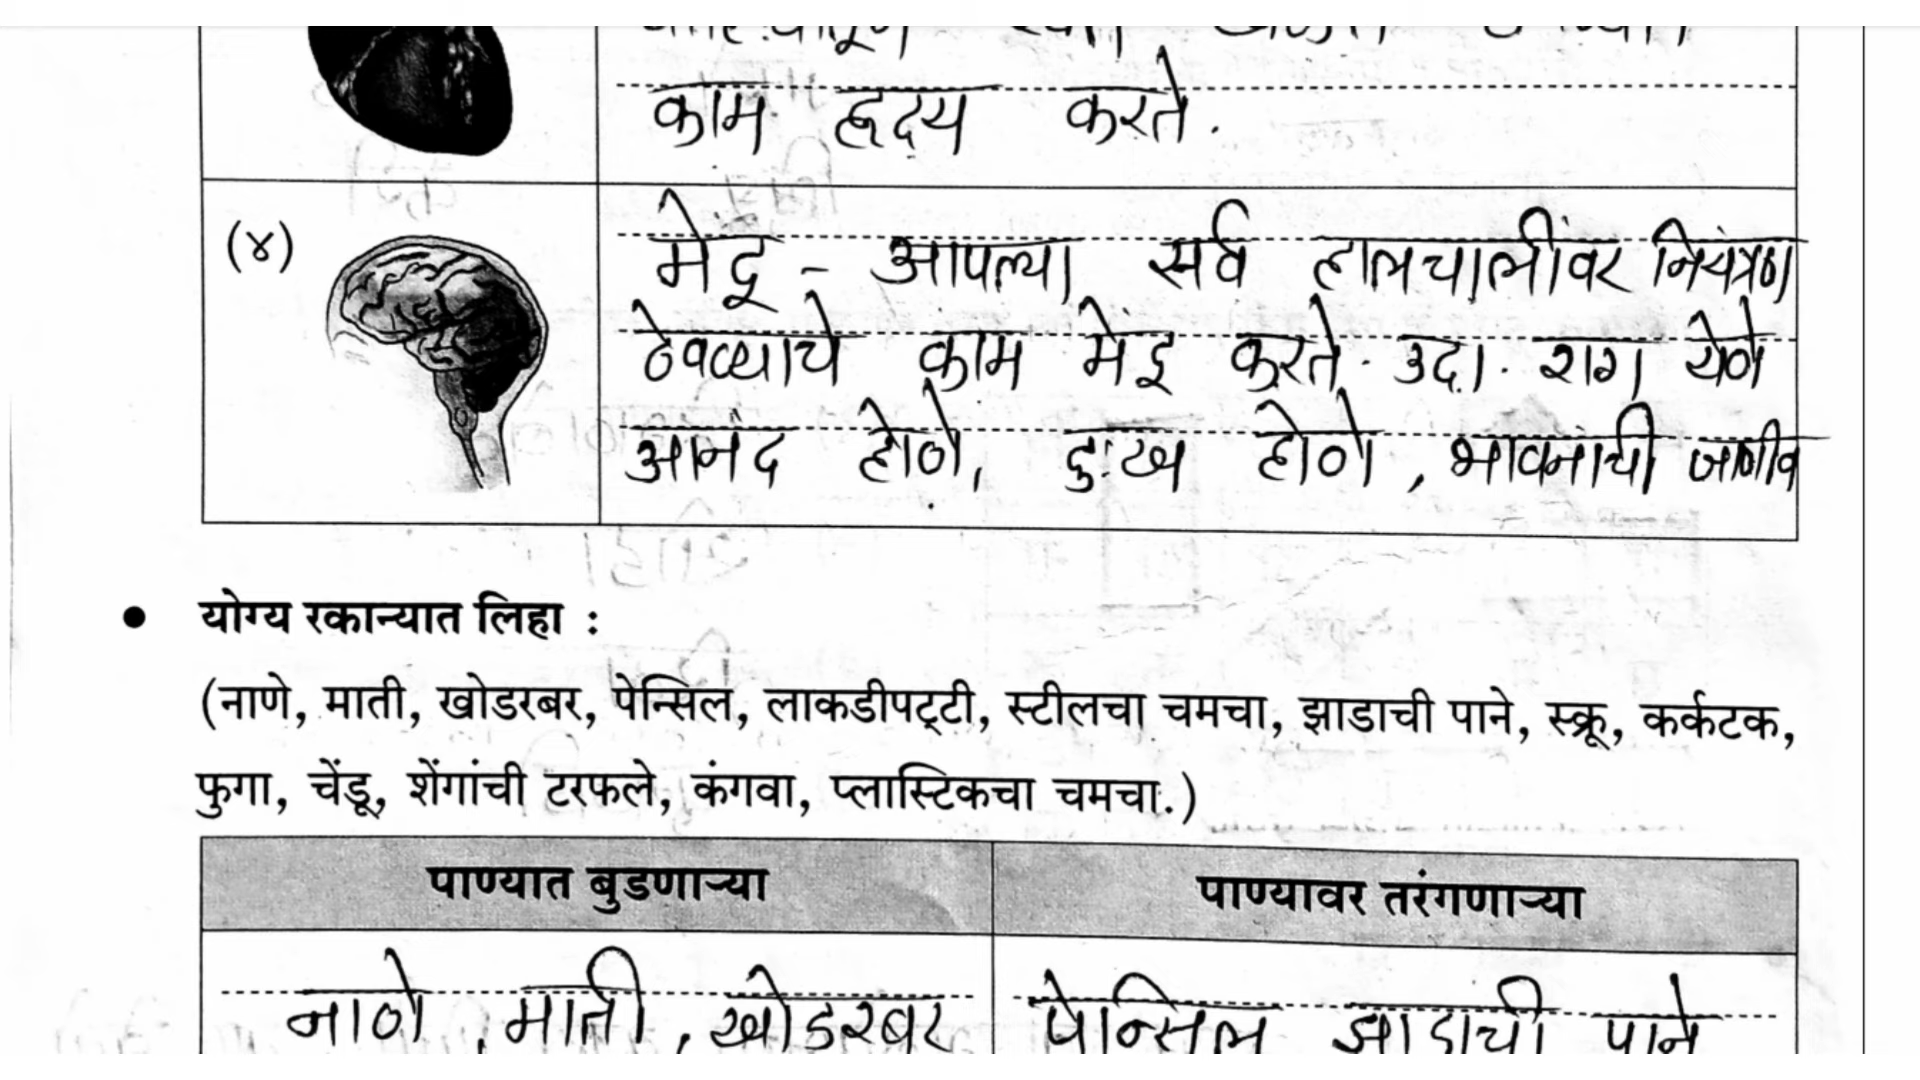 काम हृदय करते.
(४)
मेंदू - आपल्या सर्व हालचालींवर नियंत्रण
ठेवण्याचे काम मेंदू करते. उदा. राग येणे
आनंद होणे, दुःख होणे, भावनांची जाणीव
• योग्य रकान्यात लिहा :
(नाणे, माती, खोडरबर, पेन्सिल, लाकडीपट्टी, स्टीलचा चमचा, झाडाची पाने, स्क्रू, कर्कटक,
फुगा, चेंडू, शेंगांची टरफले, कंगवा, प्लास्टिकचा चमचा.)
पाण्यात बुडणाऱ्या पाण्यावर तरंगणाऱ्या
नाणे, माती, खोडरबर पेन्सिल झाडाची पाने